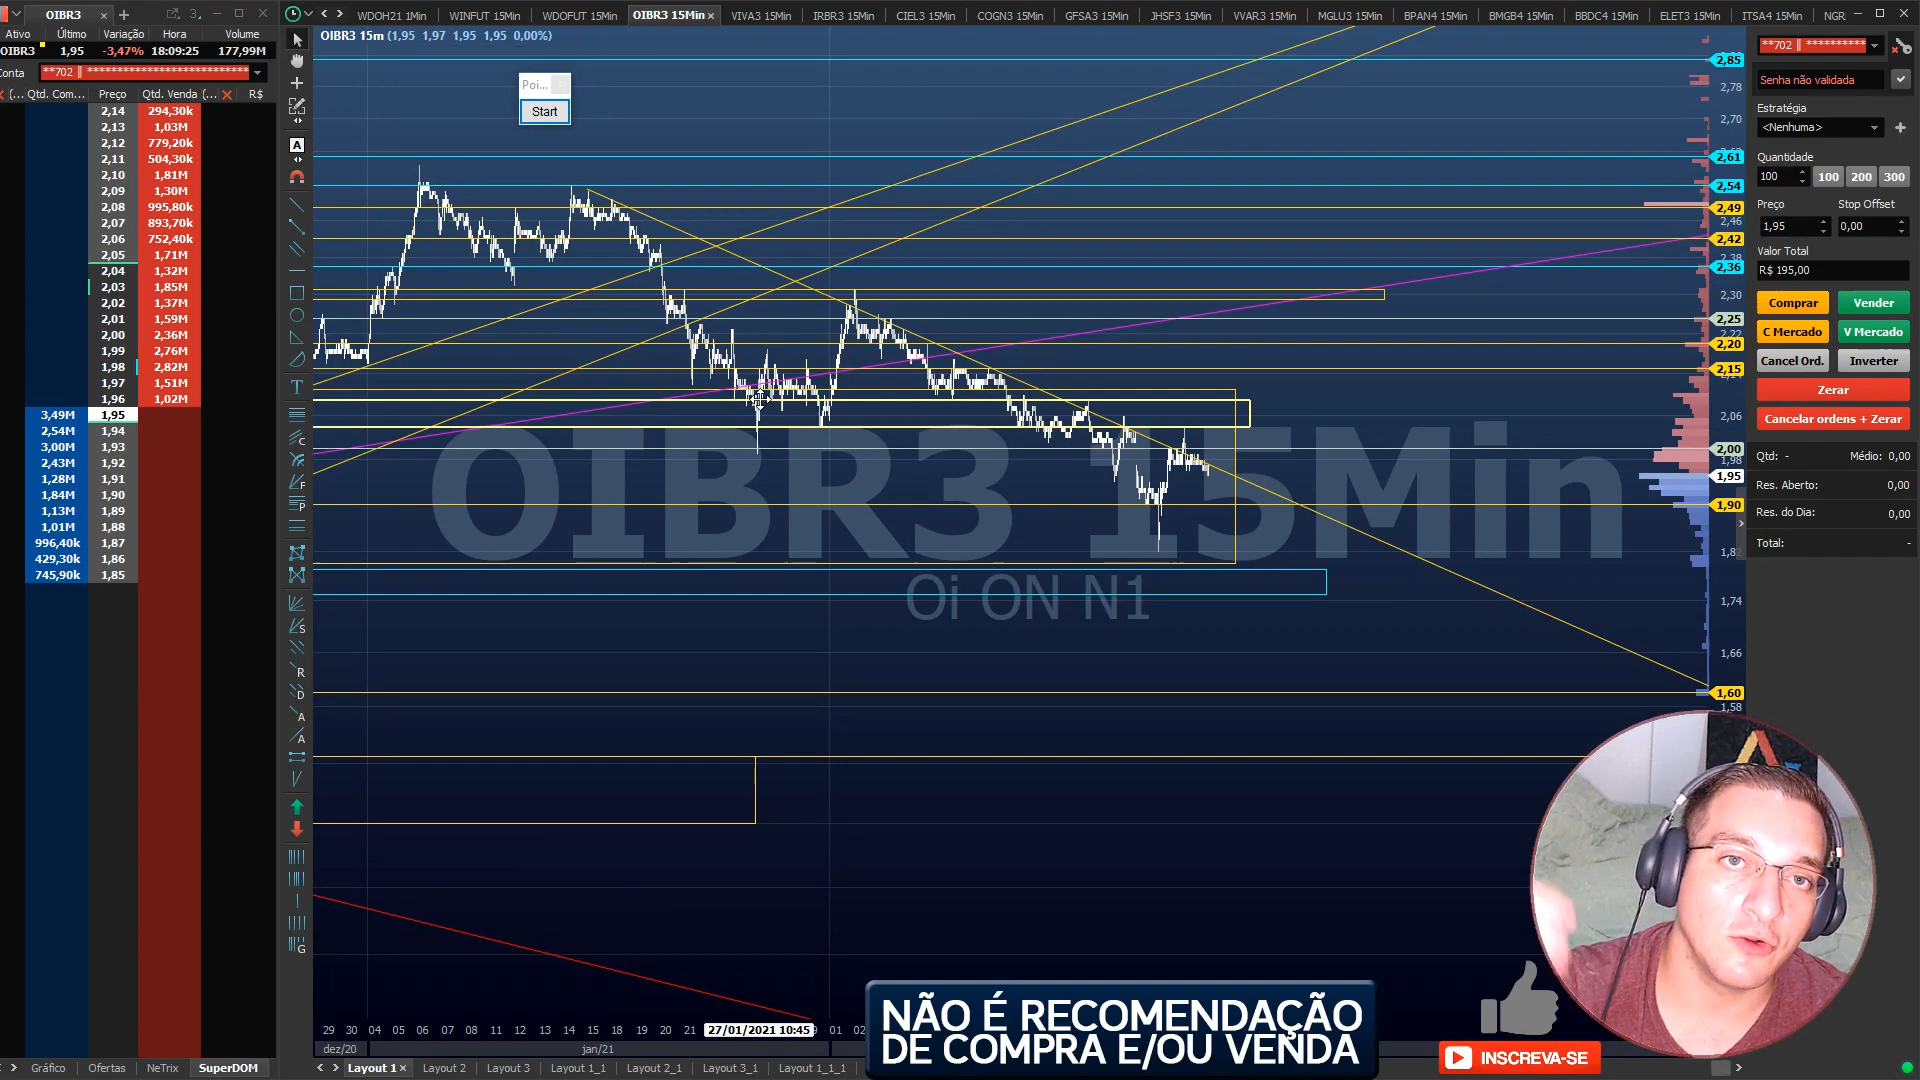 OIBR3
WDOH21 1Min
WINFUT 15Min
WDOFUT 15Min
OIBR3 15Min
VIVA3 15Min
IRBR3 15Min
CIEL3 15Min
COGN3 15Min
GFSA3 15Min
JHSF3 15Min
VVAR3 15Min
MGLU3 15Min
BPAN4 15Min
BMGB4 15Min
BBDC4 15Min
ELET3 15Min
ITSA4 15Min
NGR
Ativo Último Variação Hora Volume
OIBR3 1,95 -3,47% 18:09:25 177,99M
Conta **702 || **************************
(... Qtd. Com... Preço Qtd. Venda (... R$
2,14 294,30k
2,13 1,03M
2,12 779,20k
2,11 504,30k
2,10 1,81M
2,09 1,30M
2,08 995,80k
2,07 893,70k
2,06 752,40k
2,05 1,71M
2,04 1,32M
2,03 1,85M
2,02 1,37M
2,01 1,59M
2,00 2,36M
1,99 2,76M
1,98 2,82M
1,97 1,51M
1,96 1,02M
3,49M 1,95
2,54M 1,94
3,00M 1,93
2,43M 1,92
1,28M 1,91
1,84M 1,90
1,13M 1,89
1,01M 1,88
996,40k 1,87
429,30k 1,86
745,90k 1,85
Gráfico Ofertas NeTrix SuperDOM
OIBR3 15m (1,95 1,97 1,95 1,95 0,00%)
Poi...
Start
OIBR3 15Min
Oi ON N1
2,85
2,78
2,70
2,61
2,54
2,49
2,46
2,42
2,38
2,36
2,30
2,25
2,22
2,20
2,15
2,06
2,00
1,98
1,95
1,90
1,82
1,74
1,66
1,60
1,58
29 30 04 05 06 07 08 11 12 13 14 15 18 19 20 21 27/01/2021 10:45 01 02
dez/20 jan/21
Layout 1 Layout 2 Layout 3 Layout 1_1 Layout 2_1 Layout 3_1 Layout 1_1_1
**702 || **********
Senha não validada
Estratégia
<Nenhuma>
Quantidade
100 100 200 300
Preço Stop Offset
1,95 0,00
Valor Total
R$ 195,00
Comprar Vender
C Mercado V Mercado
Cancel Ord. Inverter
Zerar
Cancelar ordens + Zerar
Qtd: - Médio: 0,00
Res. Aberto: 0,00
Res. do Dia: 0,00
Total: -
NÃO É RECOMENDAÇÃO
DE COMPRA E/OU VENDA
INSCREVA-SE